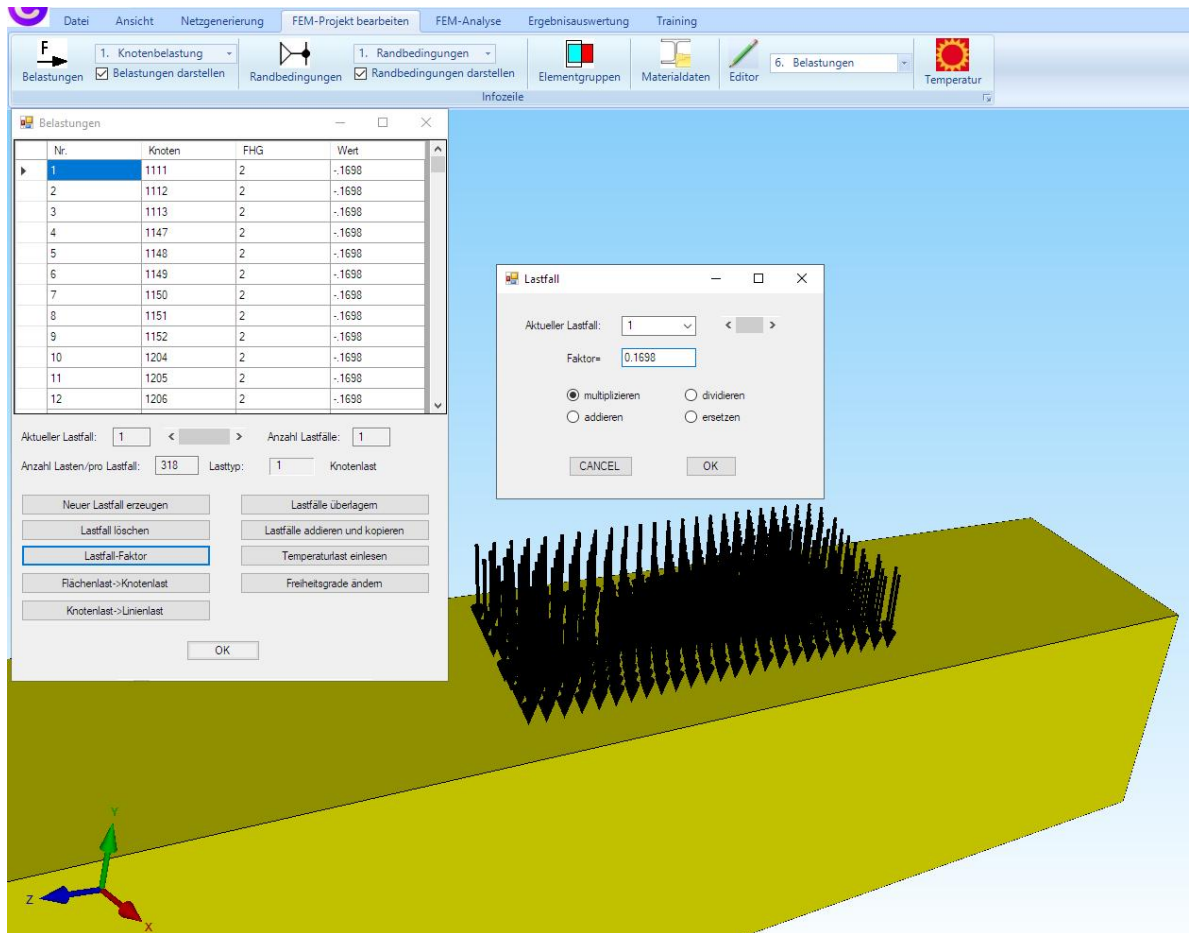 Datei Ansicht Netzgenerierung FEM-Projekt bearbeiten FEM-Analyse Ergebnisauswertung Training
F
Belastungen
1. Knotenbelastung
Belastungen darstellen
Randbedingungen
1. Randbedingungen
Randbedingungen darstellen
Elementgruppen
Materialdaten
Editor
6. Belastungen
Temperatur
Infozeile
Belastungen
Nr. Knoten FHG Wert
1 1111 2 -.1698
2 1112 2 -.1698
3 1113 2 -.1698
4 1147 2 -.1698
5 1148 2 -.1698
6 1149 2 -.1698
7 1150 2 -.1698
8 1151 2 -.1698
9 1152 2 -.1698
10 1204 2 -.1698
11 1205 2 -.1698
12 1206 2 -.1698
Aktueller Lastfall: 1 < > Anzahl Lastfälle: 1
Anzahl Lasten/pro Lastfall: 318 Lasttyp: 1 Knotenlast
Neuer Lastfall erzeugen Lastfälle überlagern
Lastfall löschen Lastfälle addieren und kopieren
Lastfall-Faktor Temperaturlast einlesen
Flächenlast->Knotenlast Freiheitsgrade ändern
Knotenlast->Linienlast
OK
Lastfall
Aktueller Lastfall: 1 < >
Faktor= 0.1698
multiplizieren dividieren
addieren ersetzen
CANCEL OK
Y
Z
X